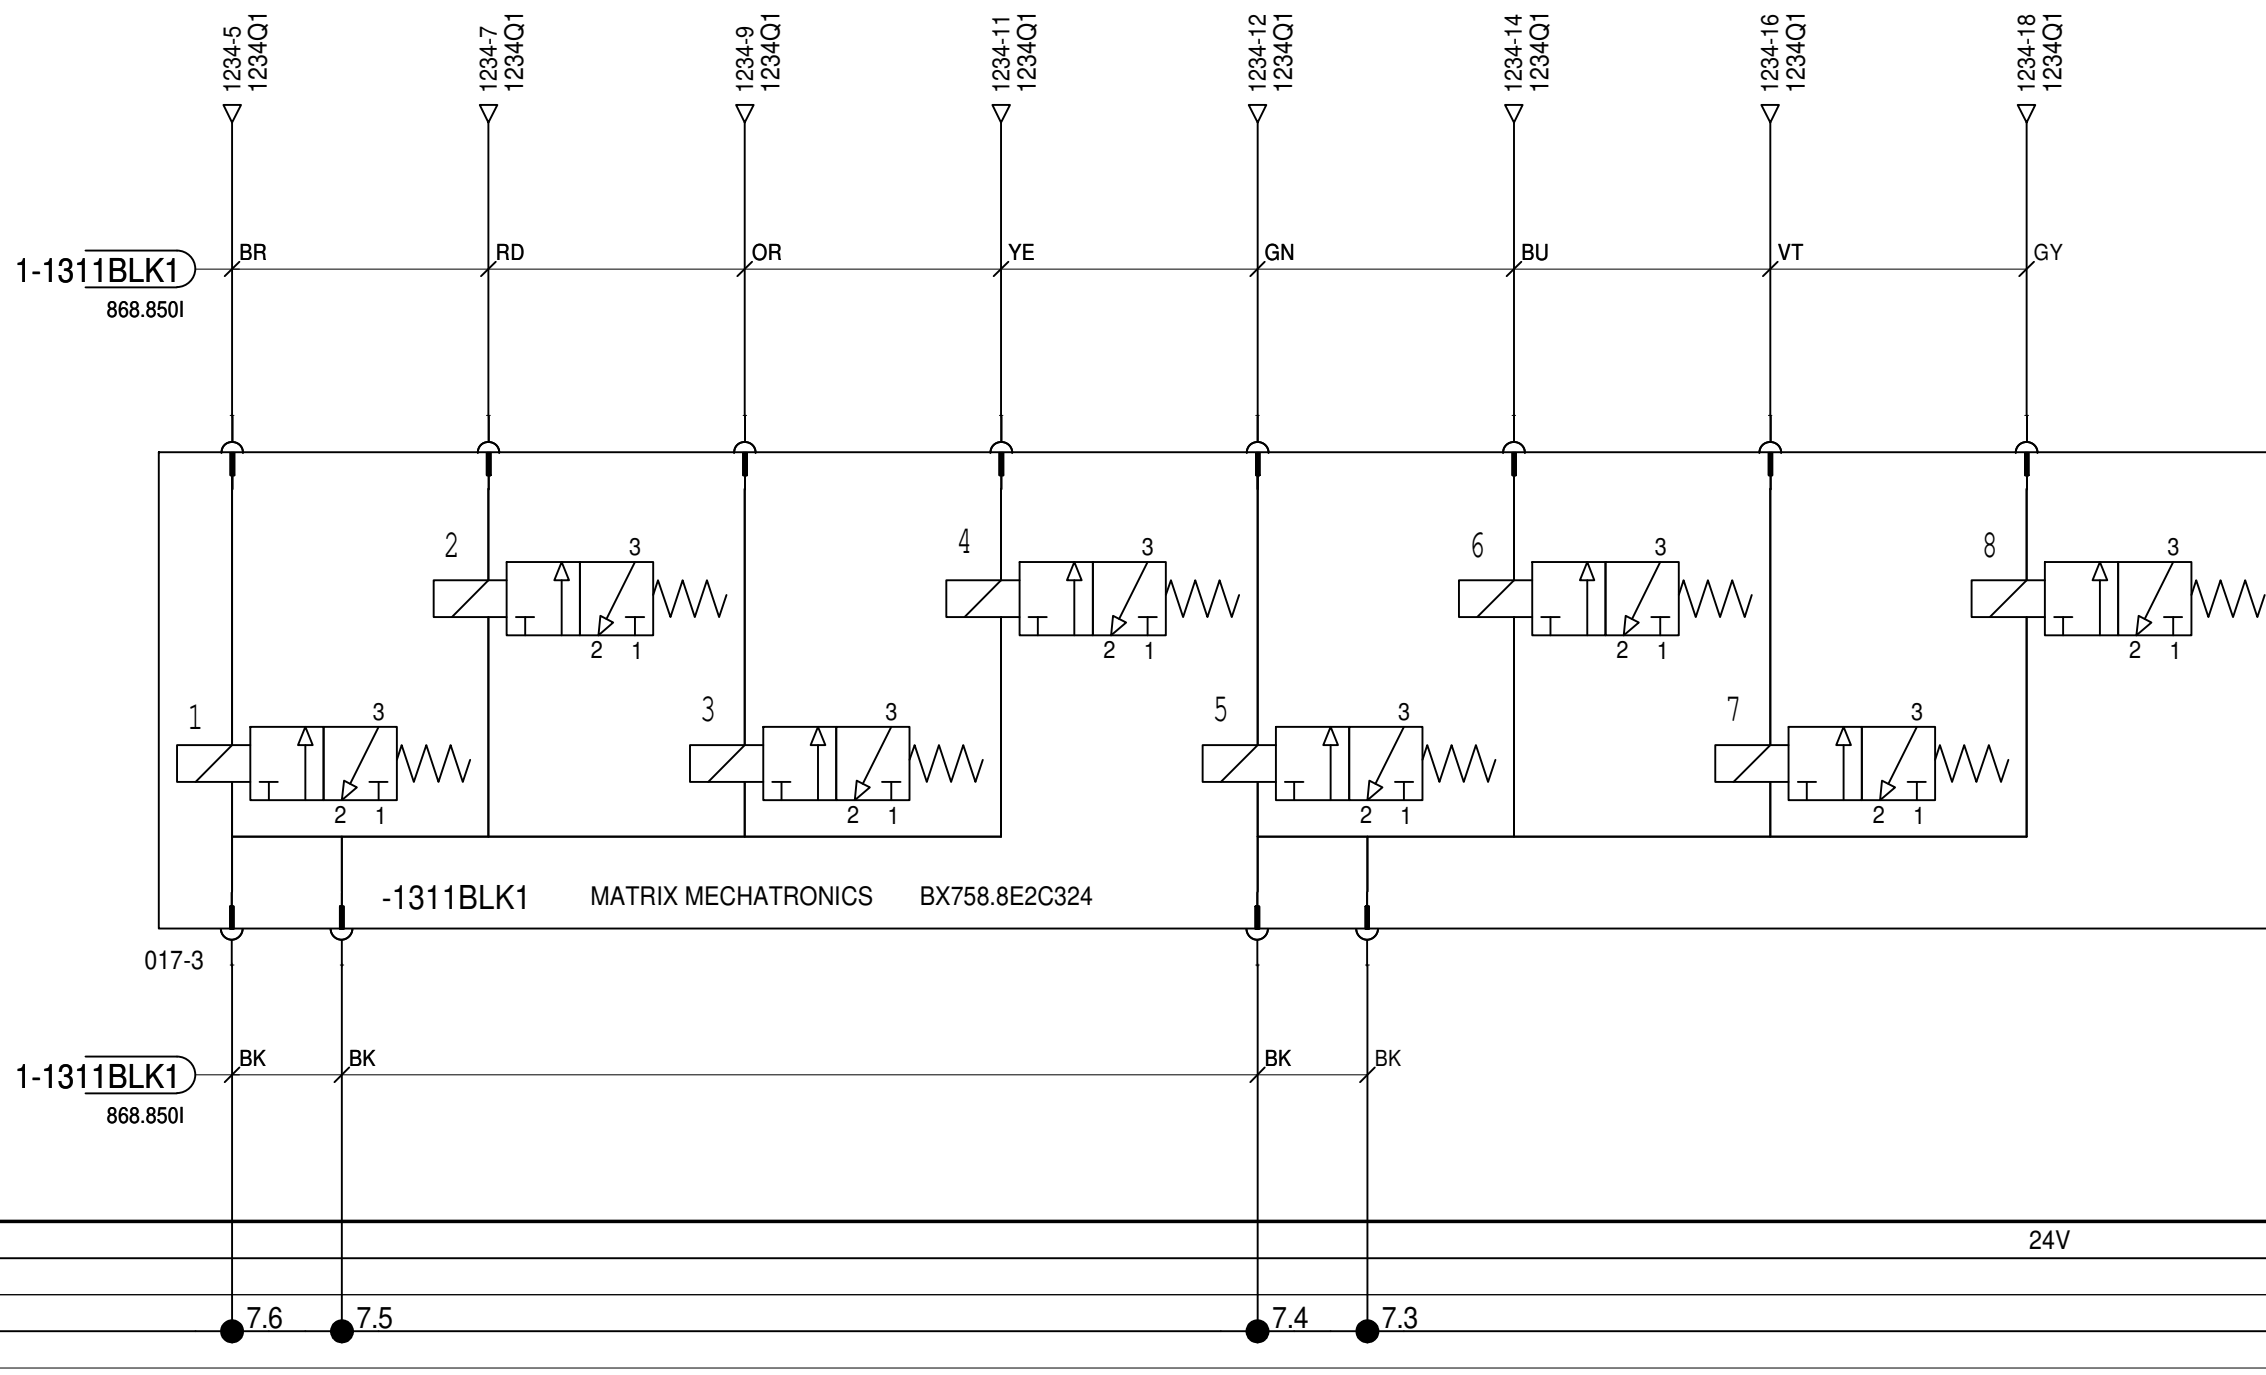 1234-5
1234Q1
1234-7
1234Q1
1234-9
1234Q1
1234-11
1234Q1
1234-12
1234Q1
1234-14
1234Q1
1234-16
1234Q1
1234-18
1234Q1
1-1311BLK1
868.850I
BR
RD
OR
YE
GN
BU
VT
GY
2
3
2 1
4
3
2 1
6
3
2 1
8
3
2 1
1
3
2 1
3
3
2 1
5
3
2 1
7
3
2 1
-1311BLK1 MATRIX MECHATRONICS BX758.8E2C324
017-3
1-1311BLK1
868.850I
BK
BK
BK
BK
24V
7.6
7.5
7.4
7.3